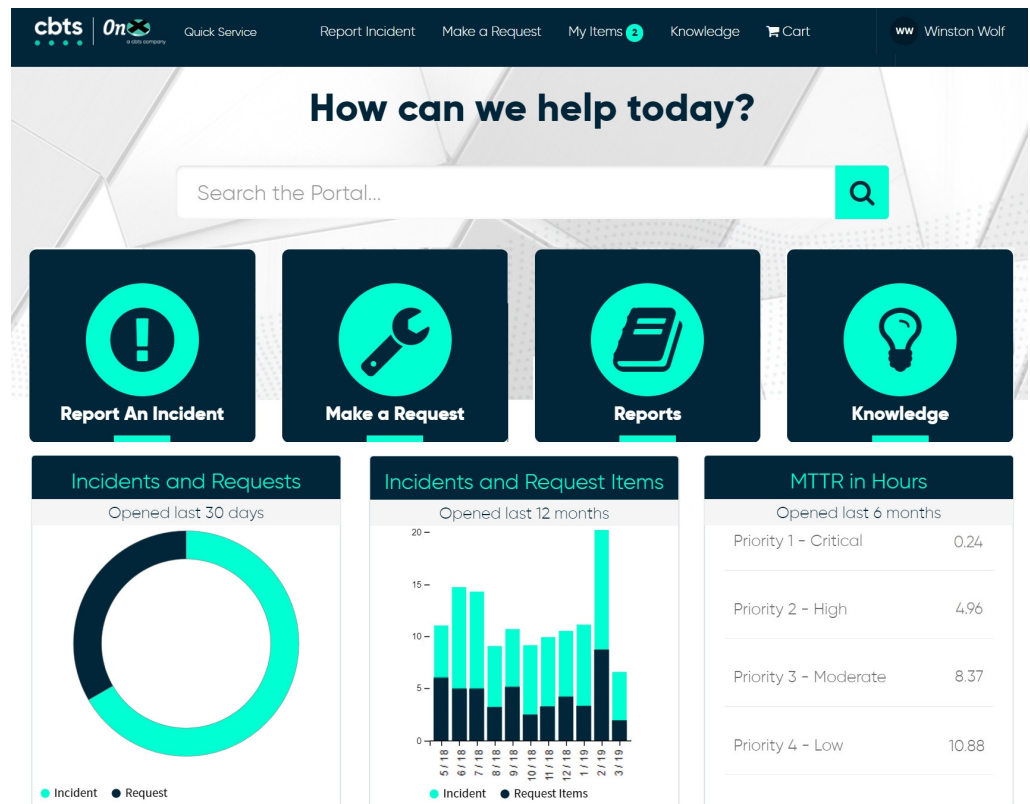 cbts OnX Quick Service Report Incident Make a Request My Items 2 Knowledge Cart WW Winston Wolf
a cbts company
How can we help today?
Search the Portal...
Report An Incident Make a Request Reports Knowledge
Incidents and Requests
Opened last 30 days
Incident Request
Incidents and Request Items
Opened last 12 months
20
15
10
5
0
5 / 18 6 / 18 7 / 18 8 / 18 9 / 18 10 / 18 11 / 18 12 / 18 1 / 19 2 / 19 3 / 19
Incident Request Items
MTTR in Hours
Opened last 6 months
Priority 1 - Critical 0.24
Priority 2 - High 4.96
Priority 3 - Moderate 8.37
Priority 4 - Low 10.88